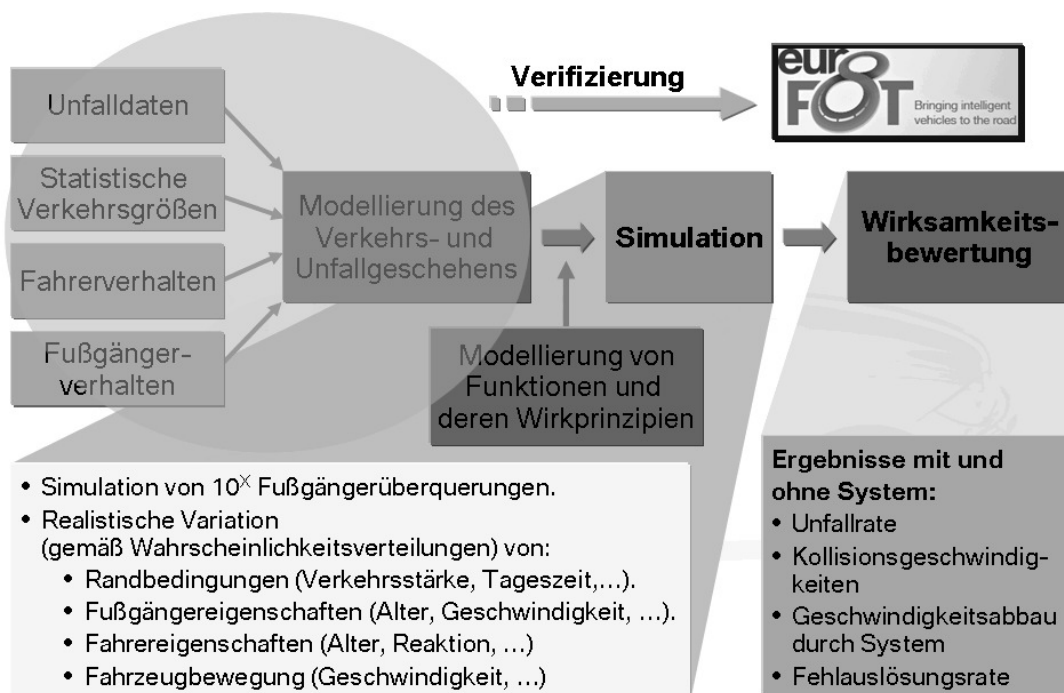 Unfalldaten
Statistische
Verkehrsgrößen
Fahrerverhalten
Fußgänger-
verhalten
Modellierung des
Verkehrs- und
Unfallgeschehens
Verifizierung
eur
FOT
Bringing intelligent
vehicles to the road
Simulation
Wirksamkeits-
bewertung
Modellierung von
Funktionen und
deren Wirkprinzipien
• Simulation von 10^X Fußgängerüberquerungen.
• Realistische Variation
(gemäß Wahrscheinlichkeitsverteilungen) von:
• Randbedingungen (Verkehrsstärke, Tageszeit,...).
• Fußgängereigenschaften (Alter, Geschwindigkeit, ...).
• Fahrereigenschaften (Alter, Reaktion, ...)
• Fahrzeugbewegung (Geschwindigkeit, ...)
Ergebnisse mit und
ohne System:
• Unfallrate
• Kollisionsgeschwindig-
keiten
• Geschwindigkeitsabbau
durch System
• Fehlauslösungsrate